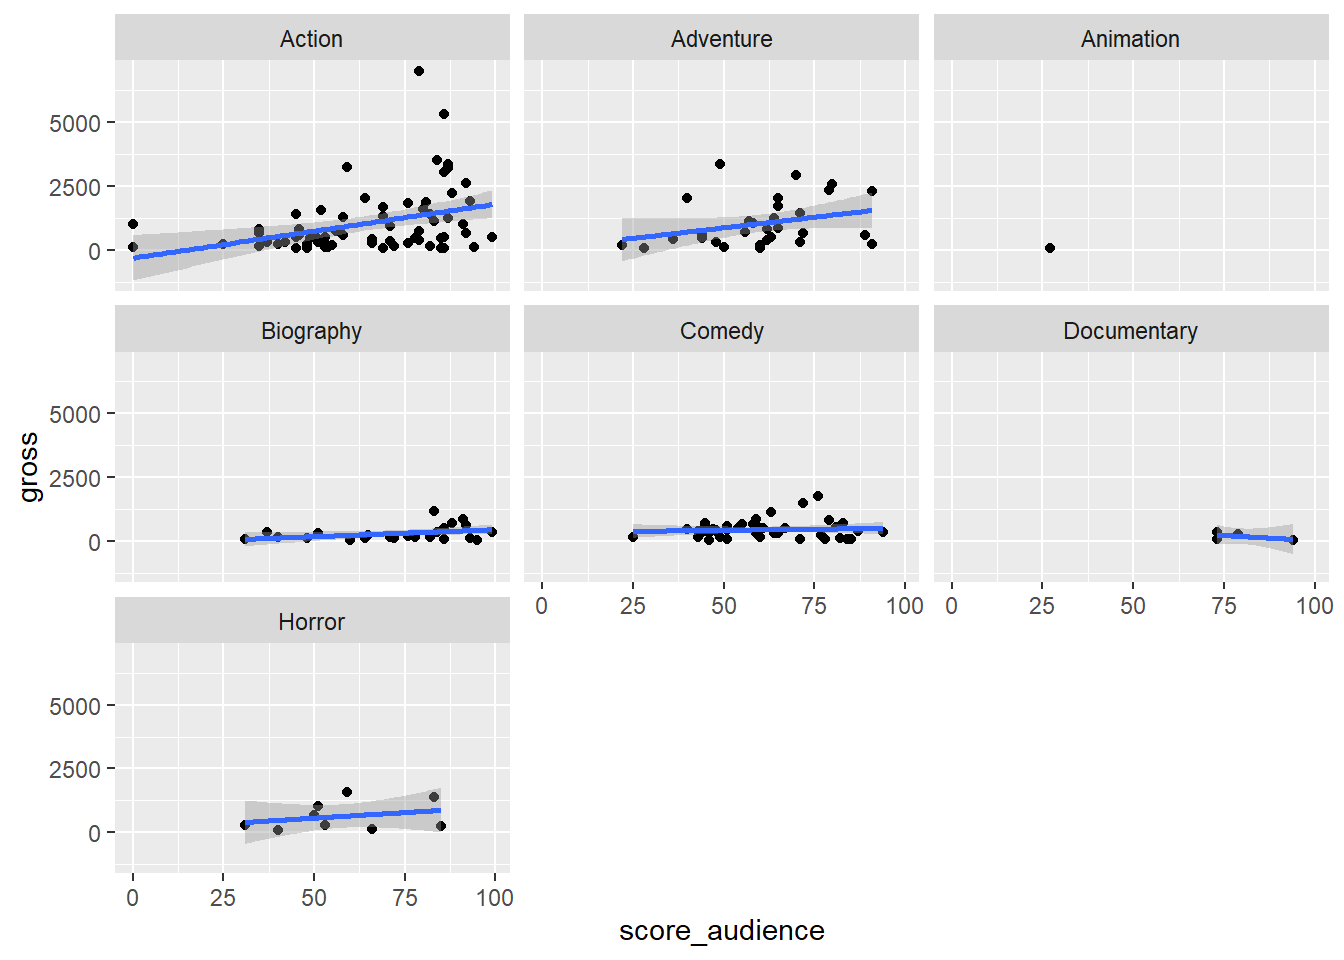 Action Adventure Animation
5000
2500
0
Biography Comedy Documentary
5000
2500
0
0 25 50 75 100 0 25 50 75 100
Horror
5000
2500
0
0 25 50 75 100
gross
score_audience